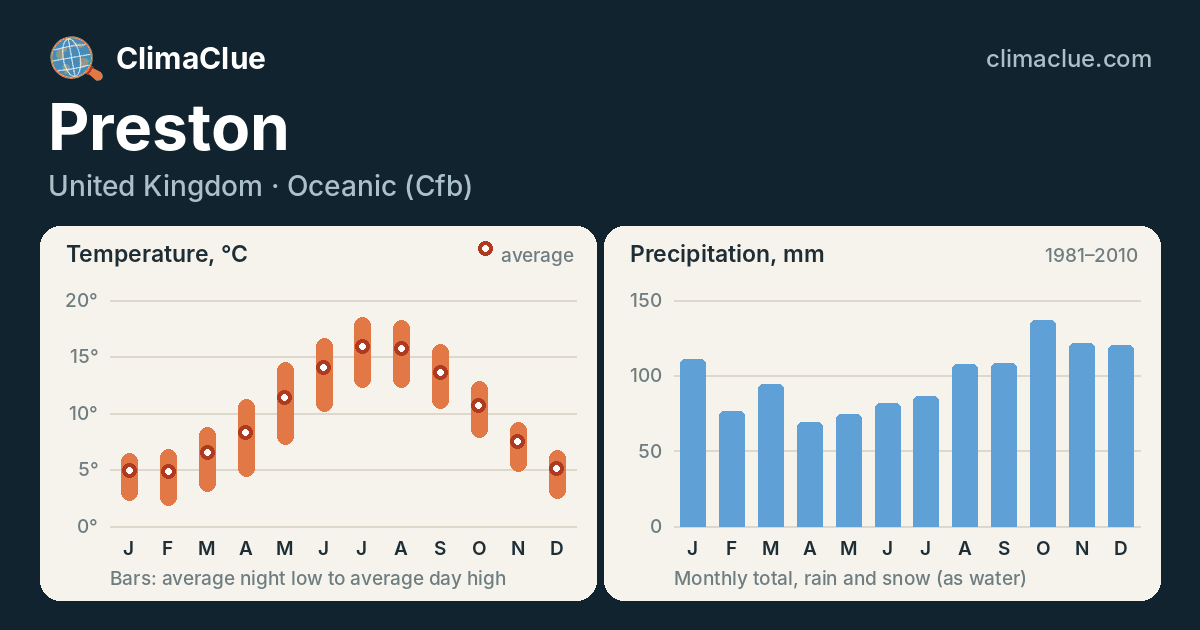 ClimaClue
climaclue.com
Preston
United Kingdom · Oceanic (Cfb)
Temperature, °C
average
20°
15°
10°
5°
0°
J F M A M J J A S O N D
Bars: average night low to average day high
Precipitation, mm
1981–2010
150
100
50
0
J F M A M J J A S O N D
Monthly total, rain and snow (as water)